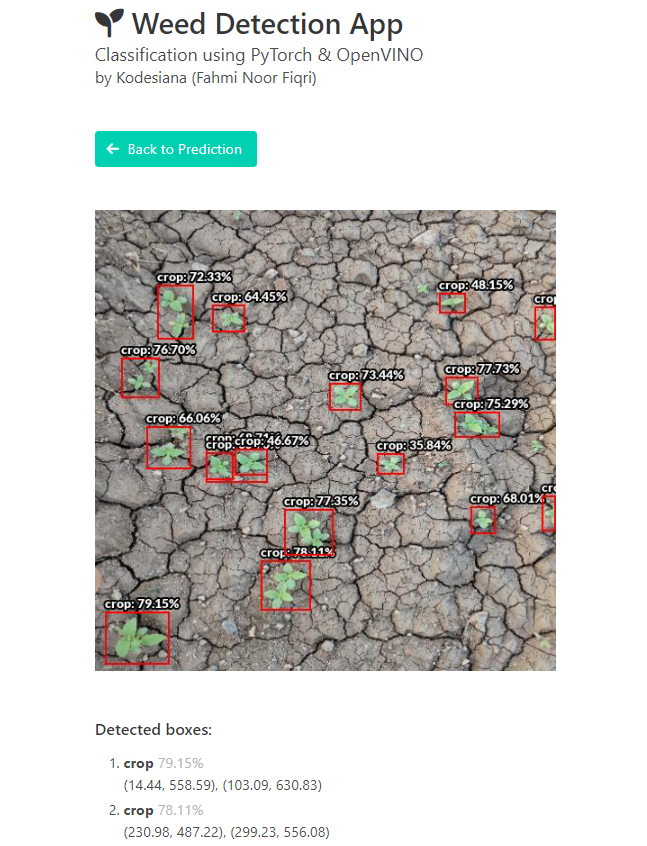 Weed Detection App
Classification using PyTorch & OpenVINO
by Kodesiana (Fahmi Noor Fiqri)
Back to Prediction
crop: 72.33%
crop: 64.45%
crop: 48.15%
crop: 76.70%
crop: 73.44%
crop: 77.73%
crop: 75.29%
crop: 66.06%
crop: 46.67%
crop: 35.84%
crop: 77.35%
crop: 68.01%
crop: 78.11%
crop: 79.15%
Detected boxes:
1. crop 79.15%
(14.44, 558.59), (103.09, 630.83)
2. crop 78.11%
(230.98, 487.22), (299.23, 556.08)